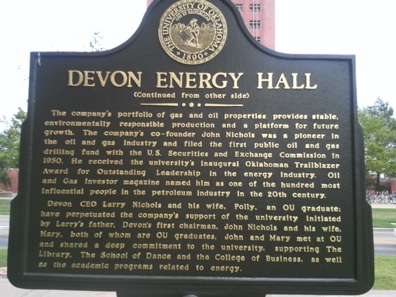 THE UNIVERSITY OF OKLAHOMA
1890
DEVON ENERGY HALL
(Continued from other side)
The company's portfolio of gas and oil properties provides stable,
environmentally responsible production and a platform for future
growth. The company's co-founder John Nichols was a pioneer in
the oil and gas industry and filed the first public oil and gas
drilling fund with the U.S. Securities and Exchange Commission in
1950. He received the university's inaugural Oklahoman Trailblazer
Award for Outstanding Leadership in the energy industry. Oil
and Gas Investor magazine named him as one of the hundred most
influential people in the petroleum industry in the 20th century.
Devon CEO Larry Nichols and his wife, Polly, an OU graduate;
have perpetuated the company's support of the university initiated
by Larry's father, Devon's first chairman, John Nichols and his wife,
Mary, both of whom are OU graduates. John and Mary met at OU
and shared a deep commitment to the university, supporting The
Library, The School of Dance and the College of Business, as well
as the academic programs related to energy.